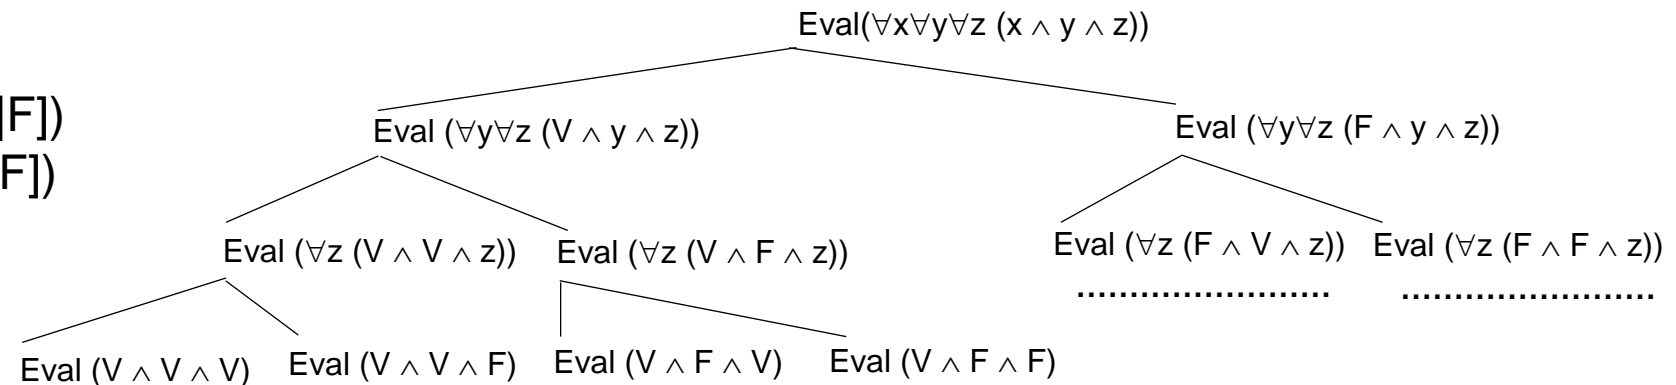 Eval(∀x∀y∀z (x ∧ y ∧ z))
|F])
F])
Eval (∀y∀z (V ∧ y ∧ z))
Eval (∀y∀z (F ∧ y ∧ z))
Eval (∀z (V ∧ V ∧ z))
Eval (∀z (V ∧ F ∧ z))
Eval (∀z (F ∧ V ∧ z))
Eval (∀z (F ∧ F ∧ z))
........................
........................
Eval (V ∧ V ∧ V)
Eval (V ∧ V ∧ F)
Eval (V ∧ F ∧ V)
Eval (V ∧ F ∧ F)